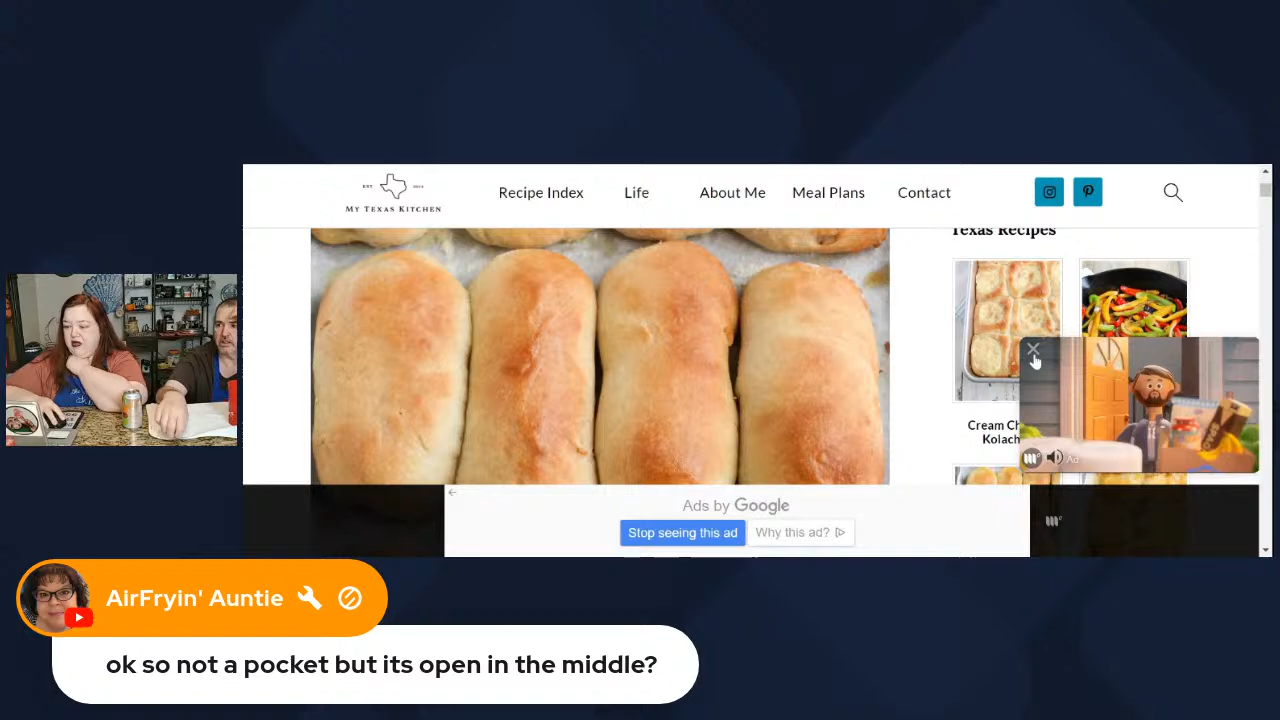 EST
MY TEXAS KITCHEN
Recipe Index
Life
About Me
Meal Plans
Contact
Texas Recipes
Cream Ch
Kolach
Ad
Ads by Google
Stop seeing this ad
Why this ad?
AirFryin' Auntie
ok so not a pocket but its open in the middle?